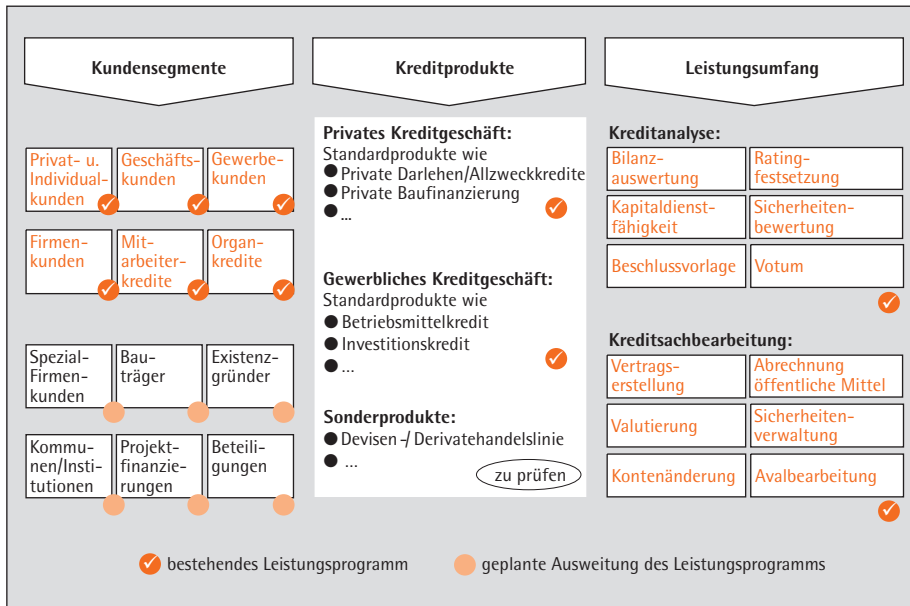 Kundensegmente
Privat- u.
Individual-
kunden
Geschäfts-
kunden
Gewerbe-
kunden
Firmen-
kunden
Mit-
arbeiter-
kredite
Organ-
kredite
Spezial-
Firmen-
kunden
Bau-
träger
Existenz-
gründer
Kommu-
nen/Insti-
tutionen
Projekt-
finanzie-
rungen
Beteili-
gungen
Kreditprodukte
Privates Kreditgeschäft:
Standardprodukte wie
● Private Darlehen/Allzweckkredite
● Private Baufinanzierung
● ...
Gewerbliches Kreditgeschäft:
Standardprodukte wie
● Betriebsmittelkredit
● Investitionskredit
● ...
Sonderprodukte:
● Devisen-/Derivatehandelslinie
● ...
zu prüfen
Leistungsumfang
Kreditanalyse:
Bilanz-
auswertung
Rating-
festsetzung
Kapitaldienst-
fähigkeit
Sicherheiten-
bewertung
Beschlussvorlage
Votum
Kreditsachbearbeitung:
Vertrags-
erstellung
Abrechnung
öffentliche Mittel
Valutierung
Sicherheiten-
verwaltung
Kontenänderung
Avalbearbeitung
bestehendes Leistungsprogramm
geplante Ausweitung des Leistungsprogramms